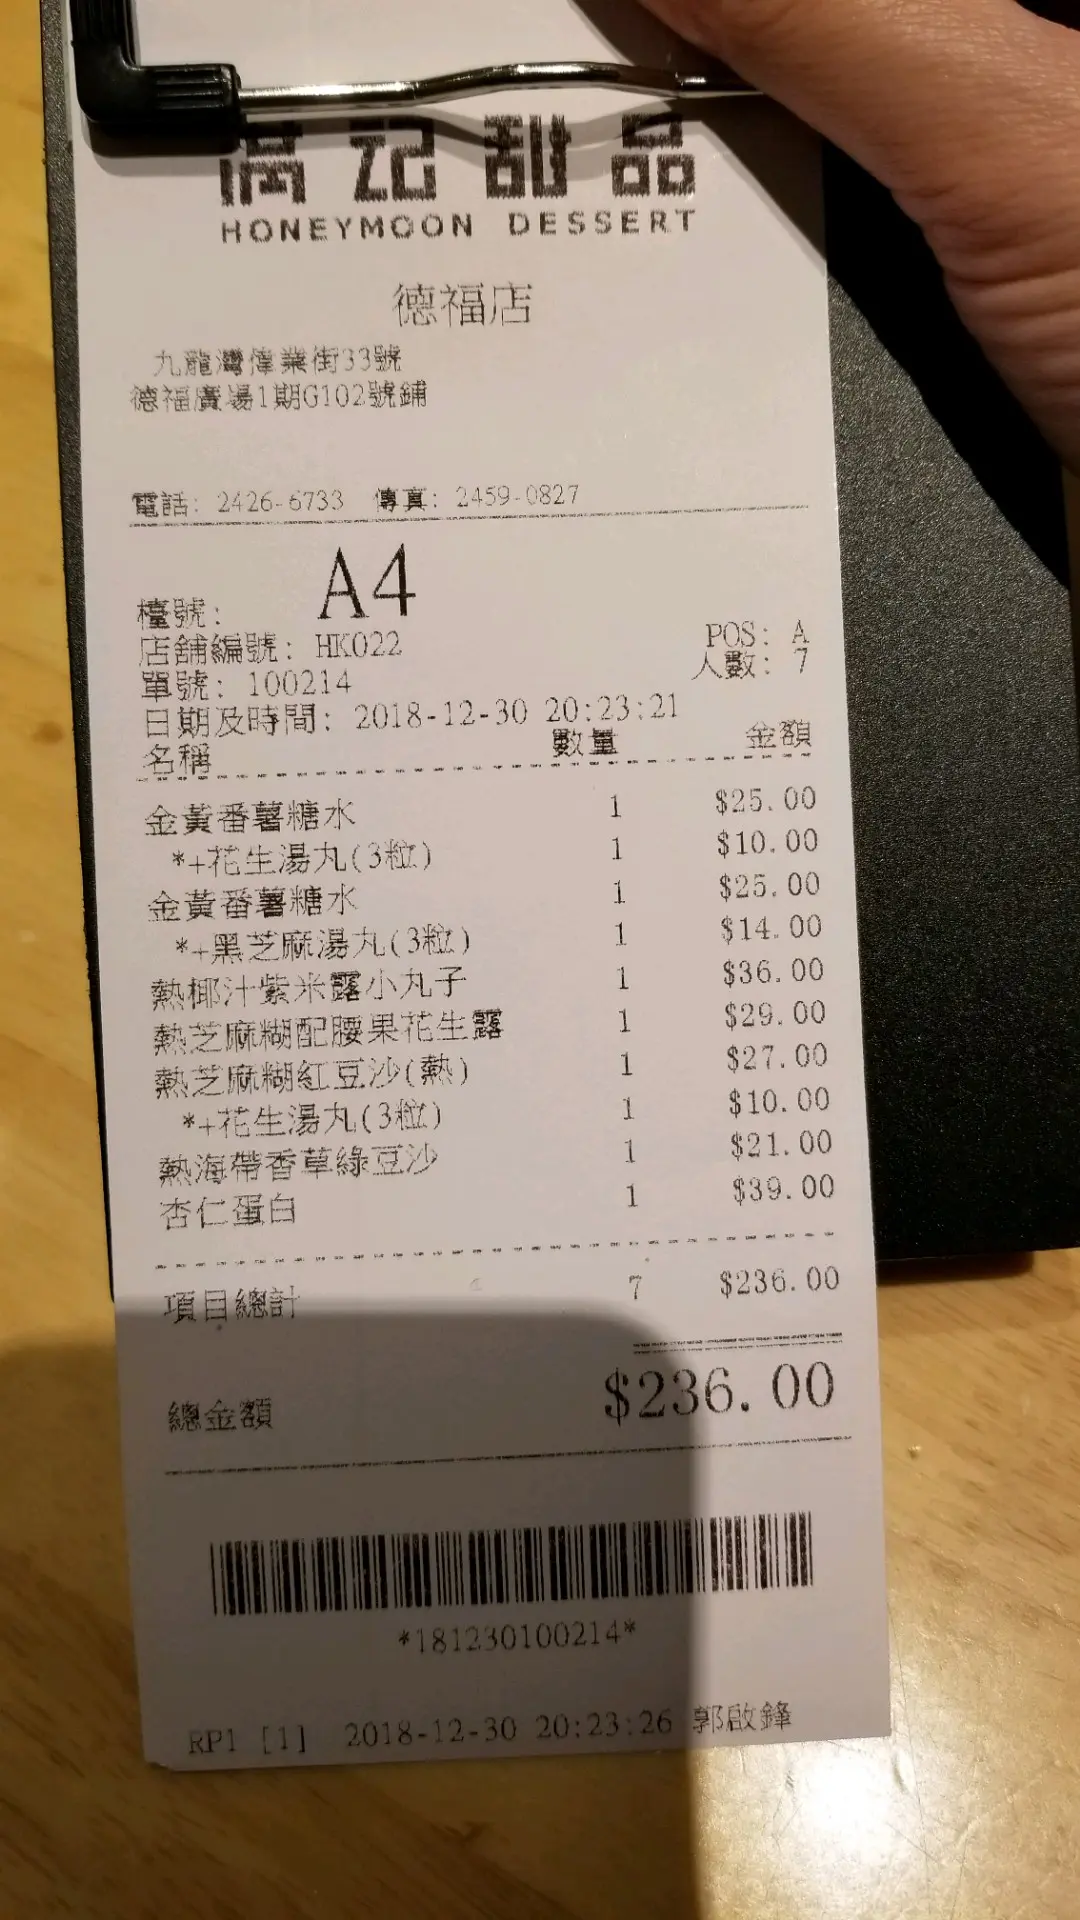 滿記甜品
HONEYMOON DESSERT
德福店
九龍灣偉業街33號
德福廣場1期G102號鋪
電話: 2426-6733 傳真: 2459-0827
檯號: A4
店舖編號: HK022 POS: A
單號: 100214 人數: 7
日期及時間: 2018-12-30 20:23:21
名稱 數量 金額
金黃番薯糖水 1 $25.00
*+花生湯丸(3粒) 1 $10.00
金黃番薯糖水 1 $25.00
*+黑芝麻湯丸(3粒) 1 $14.00
熱椰汁紫米露小丸子 1 $36.00
熱芝麻糊配腰果花生露 1 $29.00
熱芝麻糊紅豆沙(熱) 1 $27.00
*+花生湯丸(3粒) 1 $10.00
熱海帶香草綠豆沙 1 $21.00
杏仁蛋白 1 $39.00
項目總計 7 $236.00
總金額 $236.00
*181230100214*
RP1 [1] 2018-12-30 20:23:26 郭啟鋒